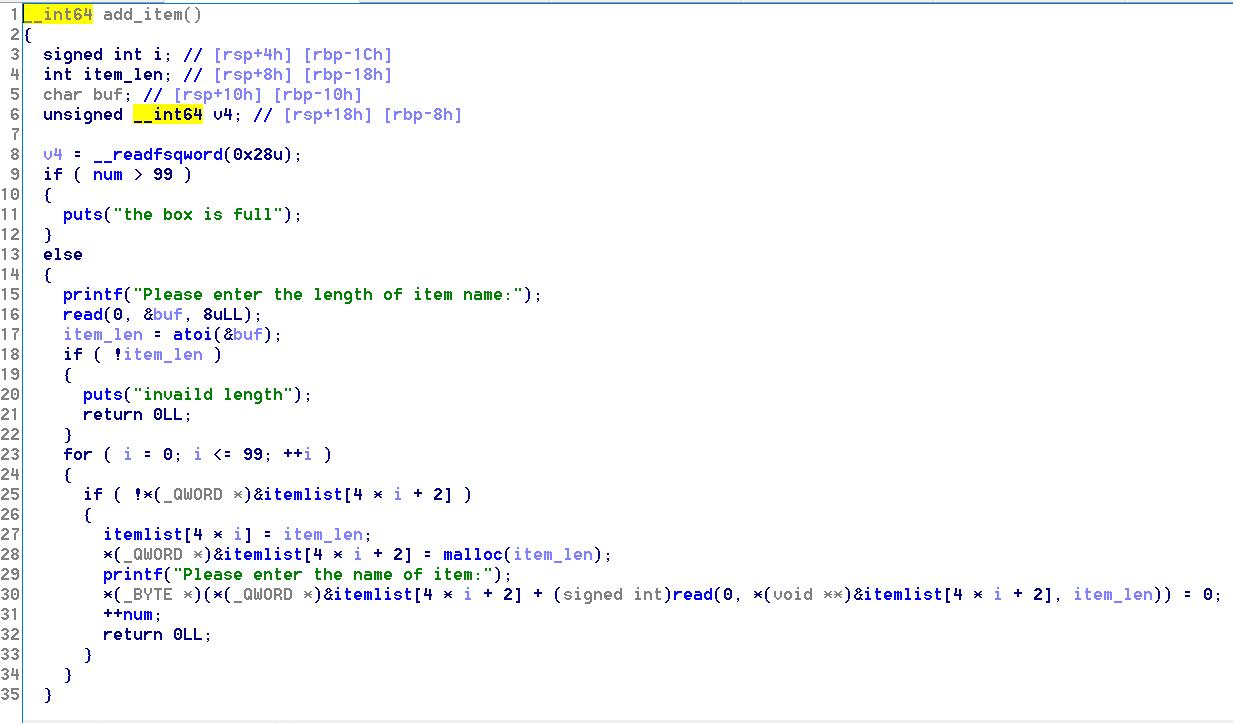 1 __int64 add_item()
2 {
3 signed int i; // [rsp+4h] [rbp-1Ch]
4 int item_len; // [rsp+8h] [rbp-18h]
5 char buf; // [rsp+10h] [rbp-10h]
6 unsigned __int64 v4; // [rsp+18h] [rbp-8h]
7
8 v4 = __readfsqword(0x28u);
9 if ( num > 99 )
10 {
11 puts("the box is full");
12 }
13 else
14 {
15 printf("Please enter the length of item name:");
16 read(0, &buf, 8uLL);
17 item_len = atoi(&buf);
18 if ( !item_len )
19 {
20 puts("invaild length");
21 return 0LL;
22 }
23 for ( i = 0; i <= 99; ++i )
24 {
25 if ( !*(_QWORD *)&itemlist[4 * i + 2] )
26 {
27 itemlist[4 * i] = item_len;
28 *(_QWORD *)&itemlist[4 * i + 2] = malloc(item_len);
29 printf("Please enter the name of item:");
30 *(_BYTE *)(*(_QWORD *)&itemlist[4 * i + 2] + (signed int)read(0, *(void **)&itemlist[4 * i + 2], item_len)) = 0;
31 ++num;
32 return 0LL;
33 }
34 }
35 }